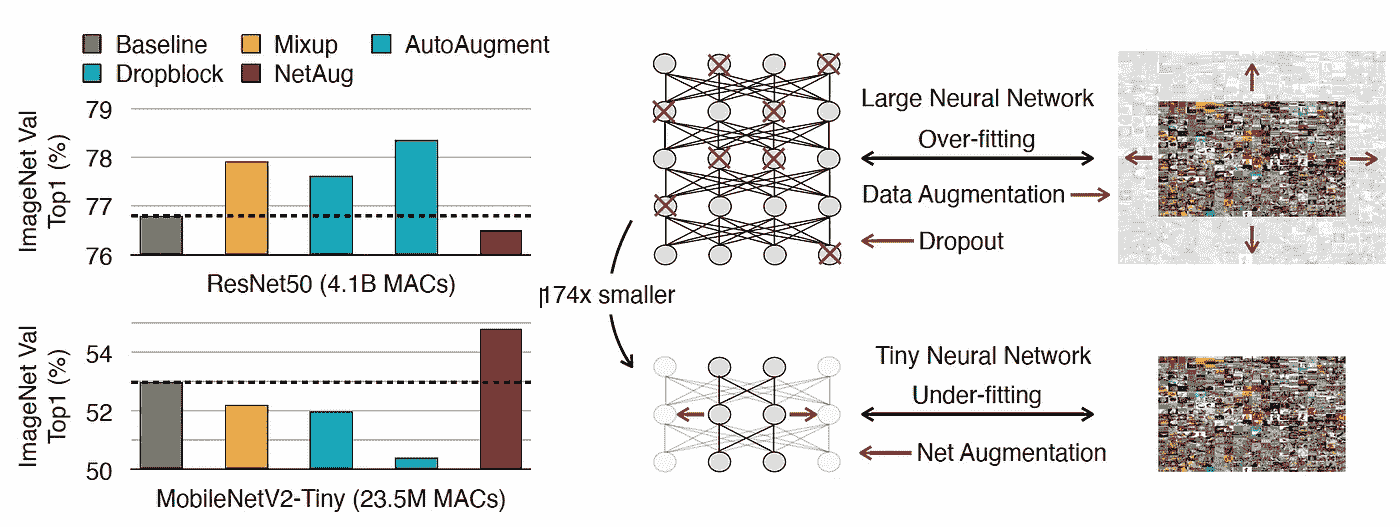 Baseline Mixup AutoAugment
Dropblock NetAug
ImageNet Val
Top1 (%)
79
78
77
76
ResNet50 (4.1B MACs)
ImageNet Val
Top1 (%)
54
52
50
MobileNetV2-Tiny (23.5M MACs)
174x smaller
Large Neural Network
Over-fitting
Data Augmentation
Dropout
Tiny Neural Network
Under-fitting
Net Augmentation